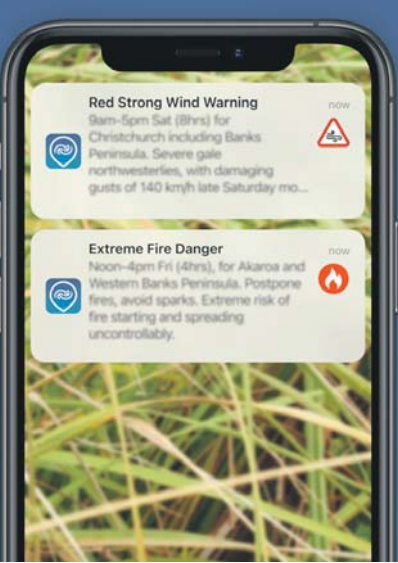 Red Strong Wind Warning
now
9am-5pm Sat (8hrs) for
Christchurch including Banks
Peninsula. Severe gale
northwesterlies, with damaging
gusts of 140 km/h late Saturday mo...
Extreme Fire Danger
now
Noon-4pm Fri (4hrs), for Akaroa and
Western Banks Peninsula. Postpone
fires, avoid sparks. Extreme risk of
fire starting and spreading
uncontrollably.